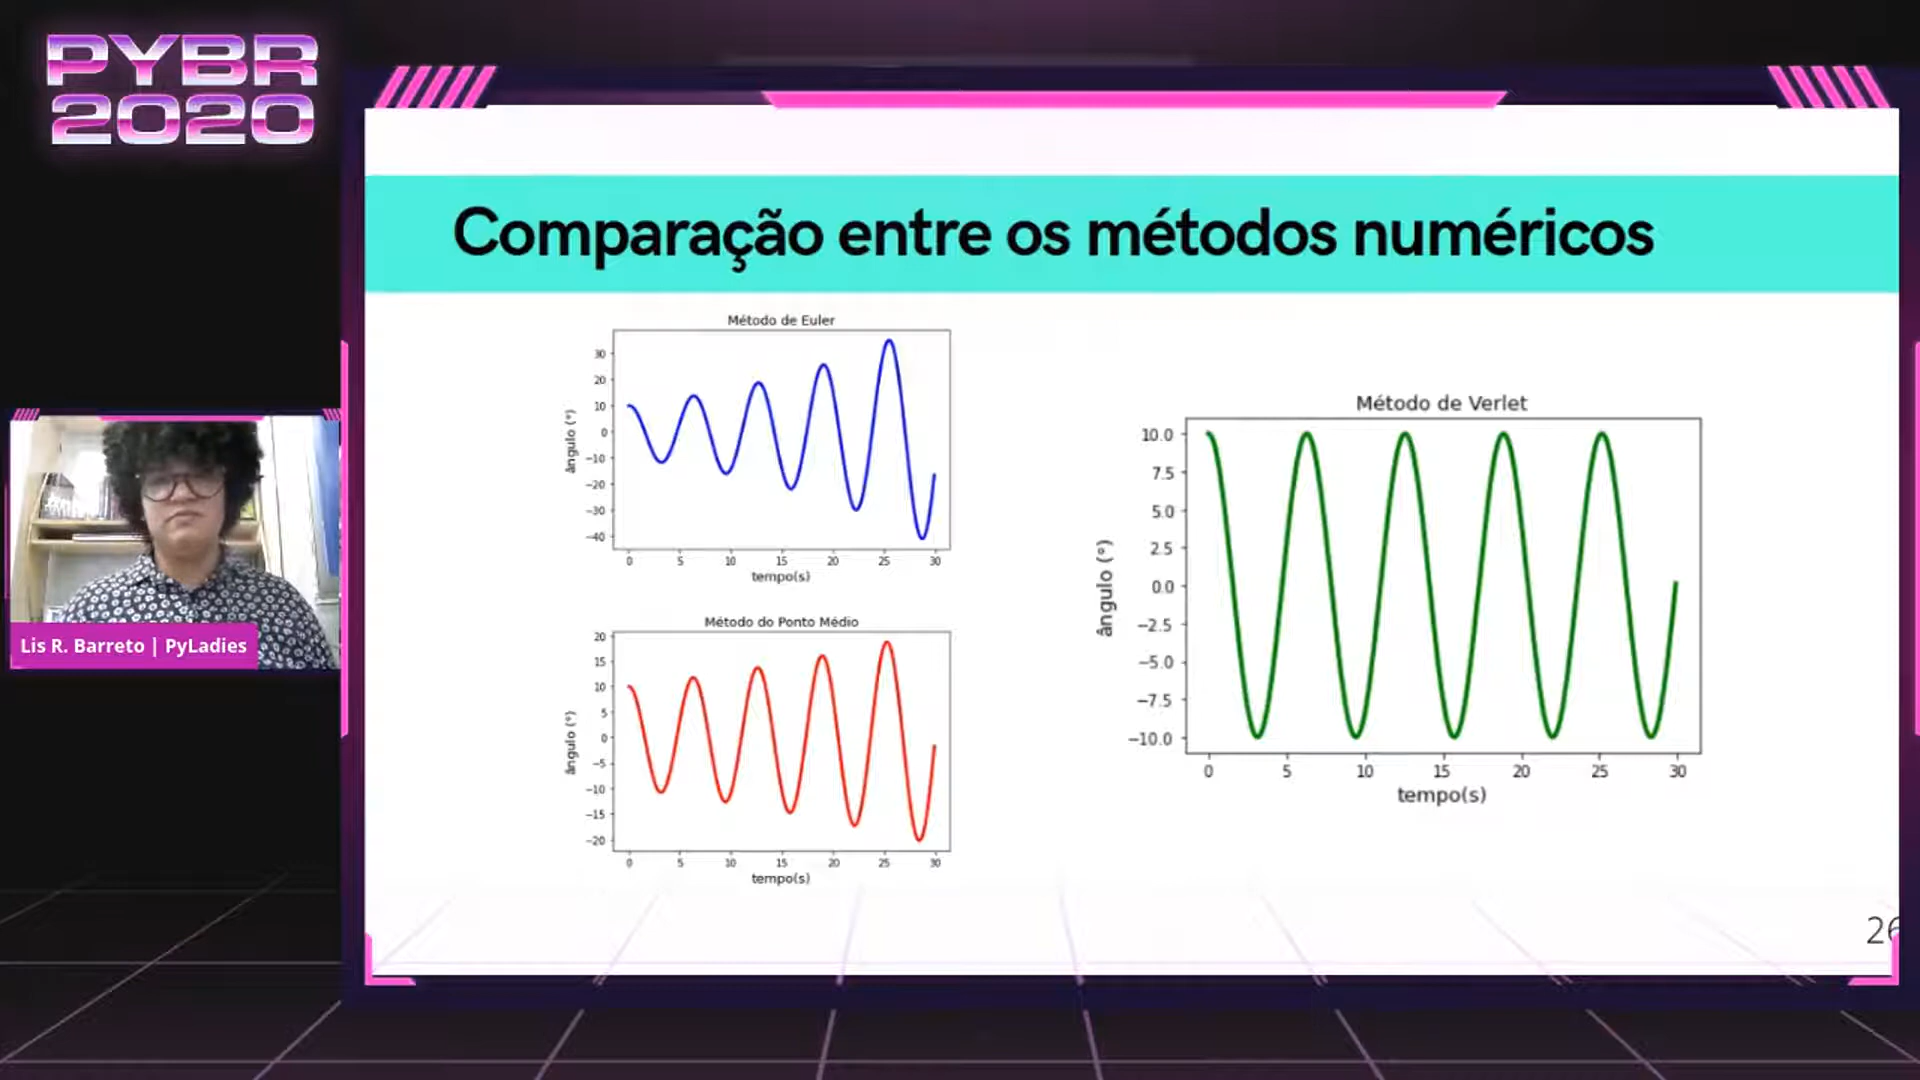 PYBR
2020
Comparação entre os métodos numéricos
Método de Euler
30
20
10
0
−10
−20
−30
−40
ângulo (°)
0 5 10 15 20 25 30
tempo(s)
Método do Ponto Médio
20
15
10
5
0
−5
−10
−15
−20
ângulo (°)
0 5 10 15 20 25 30
tempo(s)
Método de Verlet
10.0
7.5
5.0
2.5
0.0
−2.5
−5.0
−7.5
−10.0
ângulo (°)
0 5 10 15 20 25 30
tempo(s)
Lis R. Barreto | PyLadies
26